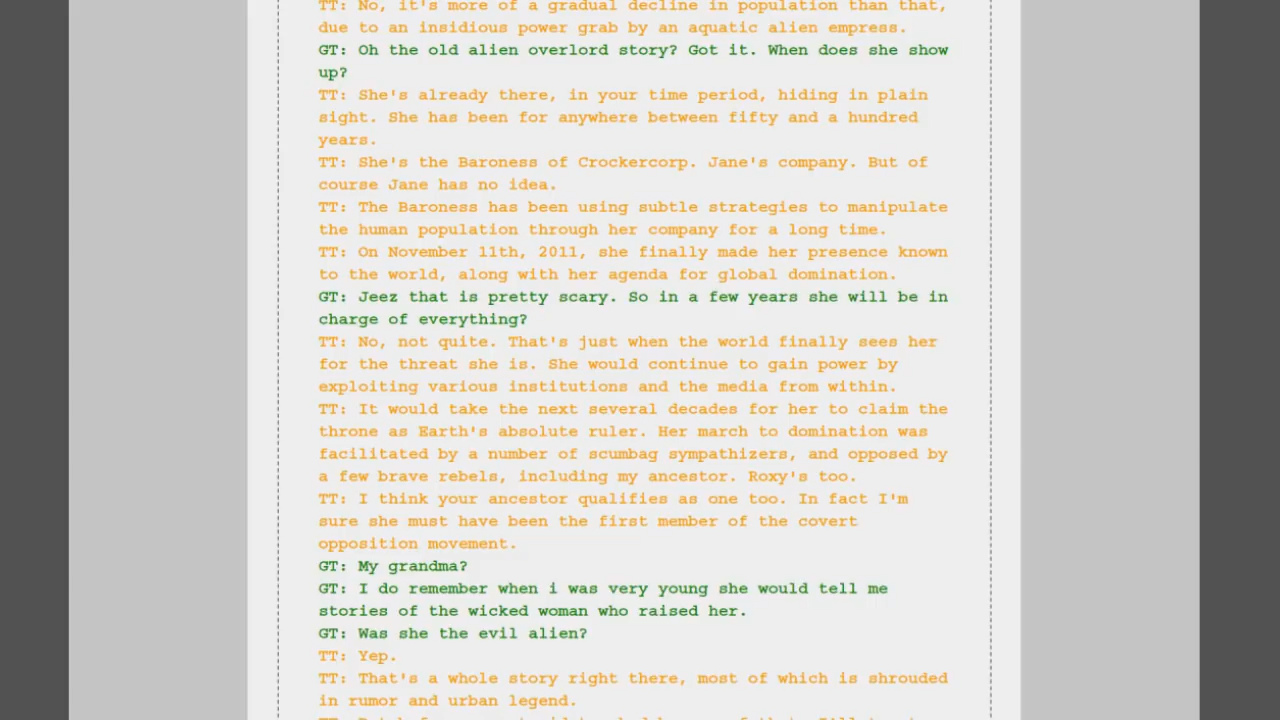 TT: No, it's more of a gradual decline in population than that,
due to an insidious power grab by an aquatic alien empress.
GT: Oh the old alien overlord story? Got it. When does she show
up?
TT: She's already there, in your time period, hiding in plain
sight. She has been for anywhere between fifty and a hundred
years.
TT: She's the Baroness of Crockercorp. Jane's company. But of
course Jane has no idea.
TT: The Baroness has been using subtle strategies to manipulate
the human population through her company for a long time.
TT: On November 11th, 2011, she finally made her presence known
to the world, along with her agenda for global domination.
GT: Jeez that is pretty scary. So in a few years she will be in
charge of everything?
TT: No, not quite. That's just when the world finally sees her
for the threat she is. She would continue to gain power by
exploiting various institutions and the media from within.
TT: It would take the next several decades for her to claim the
throne as Earth's absolute ruler. Her march to domination was
facilitated by a number of scumbag sympathizers, and opposed by
a few brave rebels, including my ancestor. Roxy's too.
TT: I think your ancestor qualifies as one too. In fact I'm
sure she must have been the first member of the covert
opposition movement.
GT: My grandma?
GT: I do remember when i was very young she would tell me
stories of the wicked woman who raised her.
GT: Was she the evil alien?
TT: Yep.
TT: That's a whole story right there, most of which is shrouded
in rumor and urban legend.